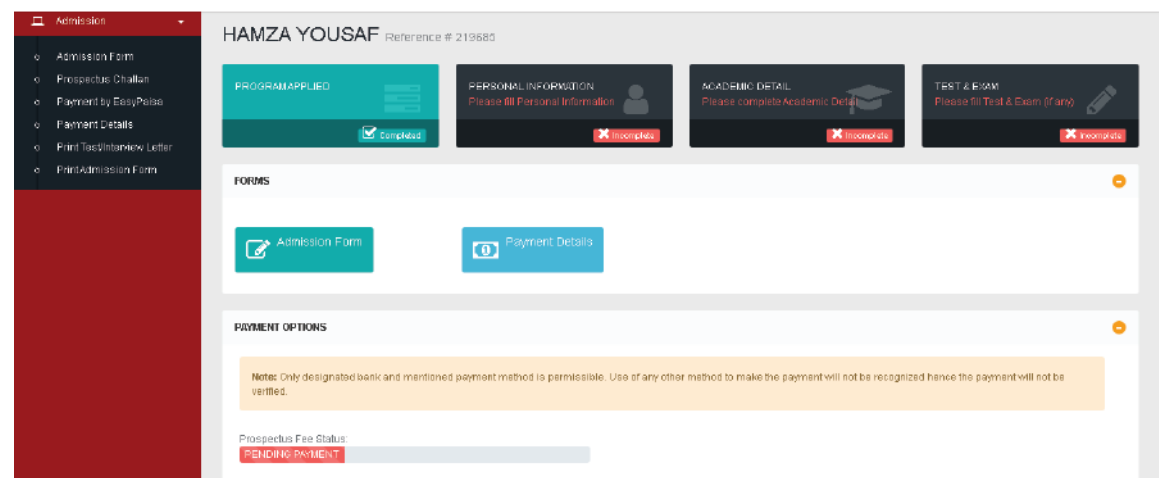 Admission
Admission Form
Prospectus Challan
Payment by EasyPaisa
Payment Details
Print Test/Interview Letter
Print Admission Form
HAMZA YOUSAF Reference # 219685
PROGRAM APPLIED
Completed
PERSONAL INFORMATION
Please fill Personal Information
Incomplete
ACADEMIC DETAIL
Please complete Academic Detail
Incomplete
TEST & EXAM
Please fill Test & Exam (if any)
Incomplete
FORMS
Admission Form
Payment Details
PAYMENT OPTIONS
Note: Only designated bank and mentioned payment method is permissible. Use of any other method to make the payment will not be recognized hence the payment will not be
verified.
Prospectus Fee Status:
PENDING PAYMENT